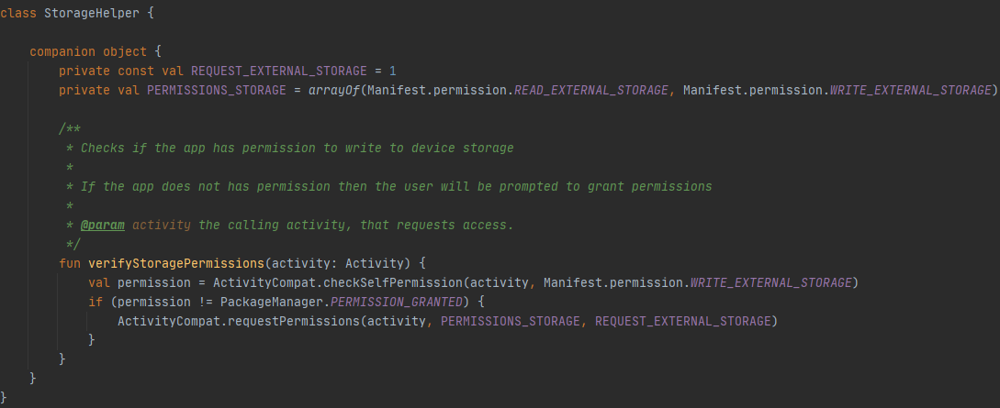 class StorageHelper {
companion object {
private const val REQUEST_EXTERNAL_STORAGE = 1
private val PERMISSIONS_STORAGE = arrayOf(Manifest.permission.READ_EXTERNAL_STORAGE, Manifest.permission.WRITE_EXTERNAL_STORAGE)
/**
* Checks if the app has permission to write to device storage
*
* If the app does not has permission then the user will be prompted to grant permissions
*
* @param activity the calling activity, that requests access.
*/
fun verifyStoragePermissions(activity: Activity) {
val permission = ActivityCompat.checkSelfPermission(activity, Manifest.permission.WRITE_EXTERNAL_STORAGE)
if (permission != PackageManager.PERMISSION_GRANTED) {
ActivityCompat.requestPermissions(activity, PERMISSIONS_STORAGE, REQUEST_EXTERNAL_STORAGE)
}
}
}
}